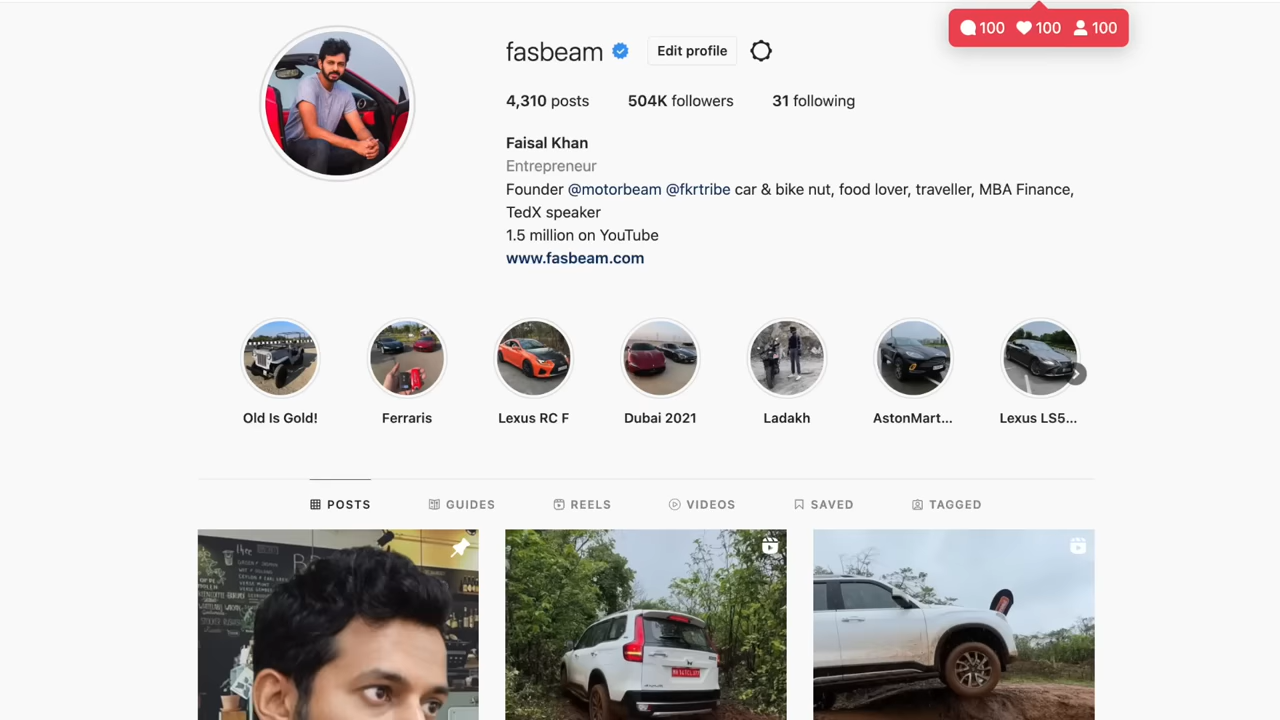 100 100 100
fasbeam Edit profile
4,310 posts 504K followers 31 following
Faisal Khan
Entrepreneur
Founder @motorbeam @fkrtribe car & bike nut, food lover, traveller, MBA Finance,
TedX speaker
1.5 million on YouTube
www.fasbeam.com
Old Is Gold! Ferraris Lexus RC F Dubai 2021 Ladakh AstonMart... Lexus LS5...
POSTS GUIDES REELS VIDEOS SAVED TAGGED